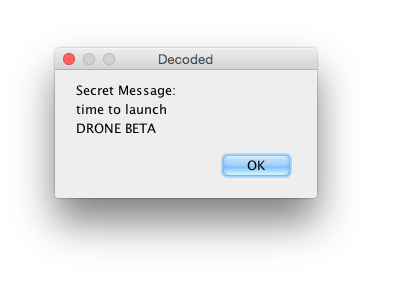 Decoded
Secret Message:
time to launch
DRONE BETA
OK